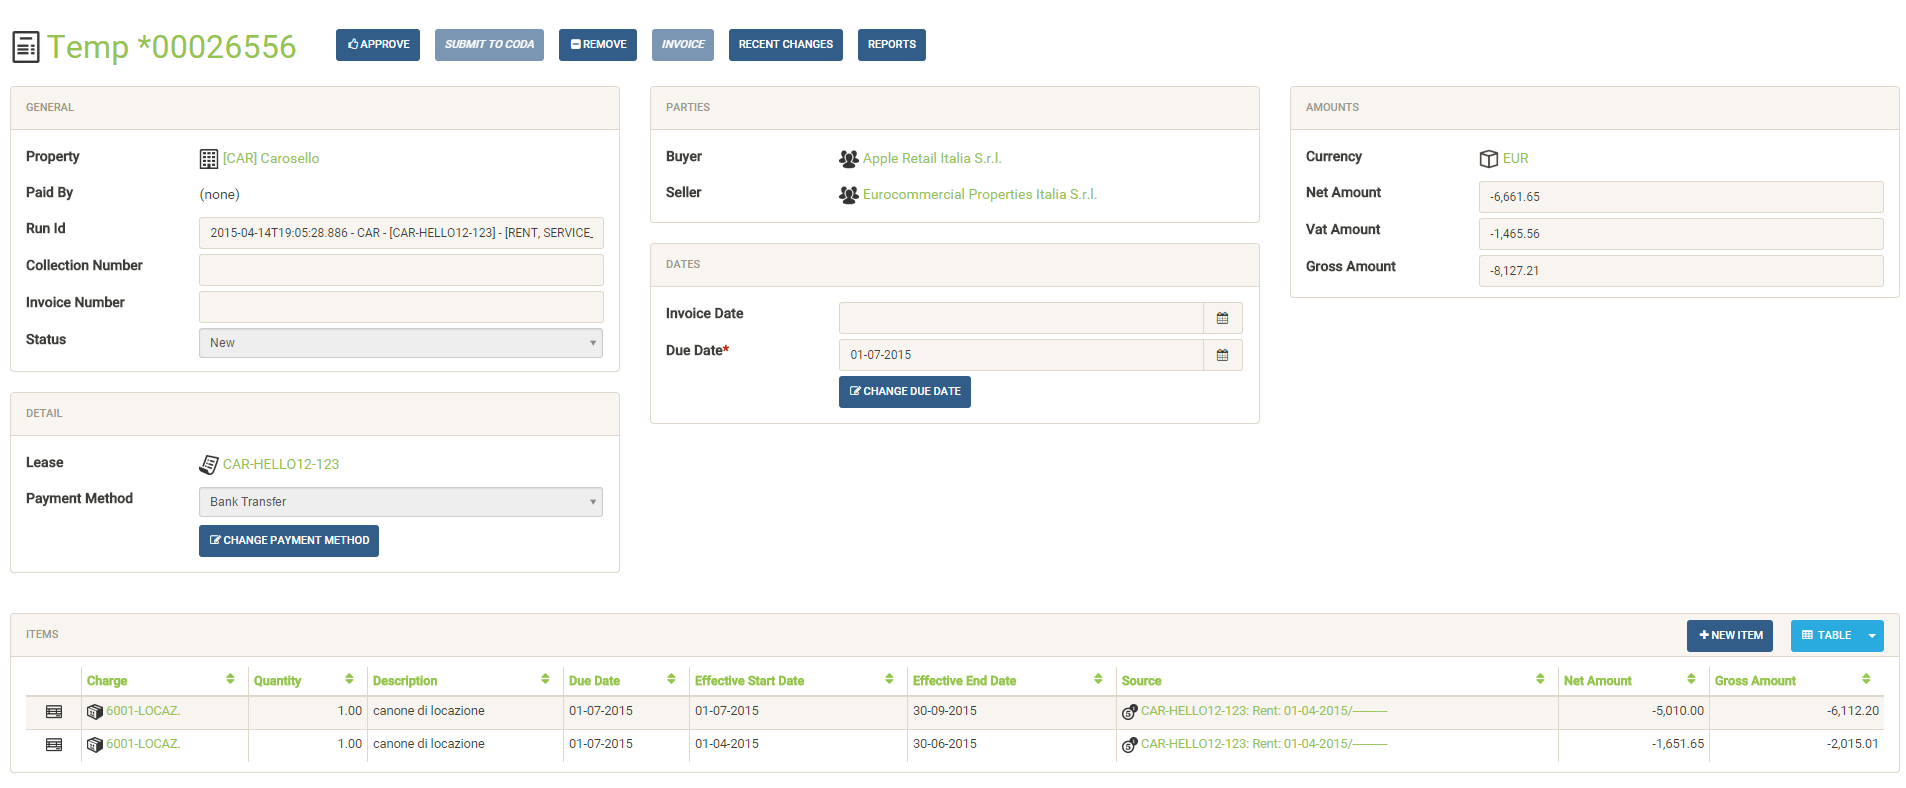 Temp *00026556
APPROVE
SUBMIT TO CODA
REMOVE
INVOICE
RECENT CHANGES
REPORTS
GENERAL
Property [CAR] Carosello
Paid By (none)
Run Id 2015-04-14T19:05:28.886 - CAR - [CAR-HELLO12-123] - [RENT, SERVICE_
Collection Number
Invoice Number
Status New
DETAIL
Lease CAR-HELLO12-123
Payment Method Bank Transfer
CHANGE PAYMENT METHOD
PARTIES
Buyer Apple Retail Italia S.r.l.
Seller Eurocommercial Properties Italia S.r.l.
DATES
Invoice Date
Due Date* 01-07-2015
CHANGE DUE DATE
AMOUNTS
Currency EUR
Net Amount -6,661.65
Vat Amount -1,465.56
Gross Amount -8,127.21
ITEMS
NEW ITEM
TABLE
Charge Quantity Description Due Date Effective Start Date Effective End Date Source Net Amount Gross Amount
6001-LOCAZ. 1.00 canone di locazione 01-07-2015 01-07-2015 30-09-2015 CAR-HELLO12-123: Rent: 01-04-2015/---------- -5,010.00 -6,112.20
6001-LOCAZ. 1.00 canone di locazione 01-07-2015 01-04-2015 30-06-2015 CAR-HELLO12-123: Rent: 01-04-2015/---------- -1,651.65 -2,015.01